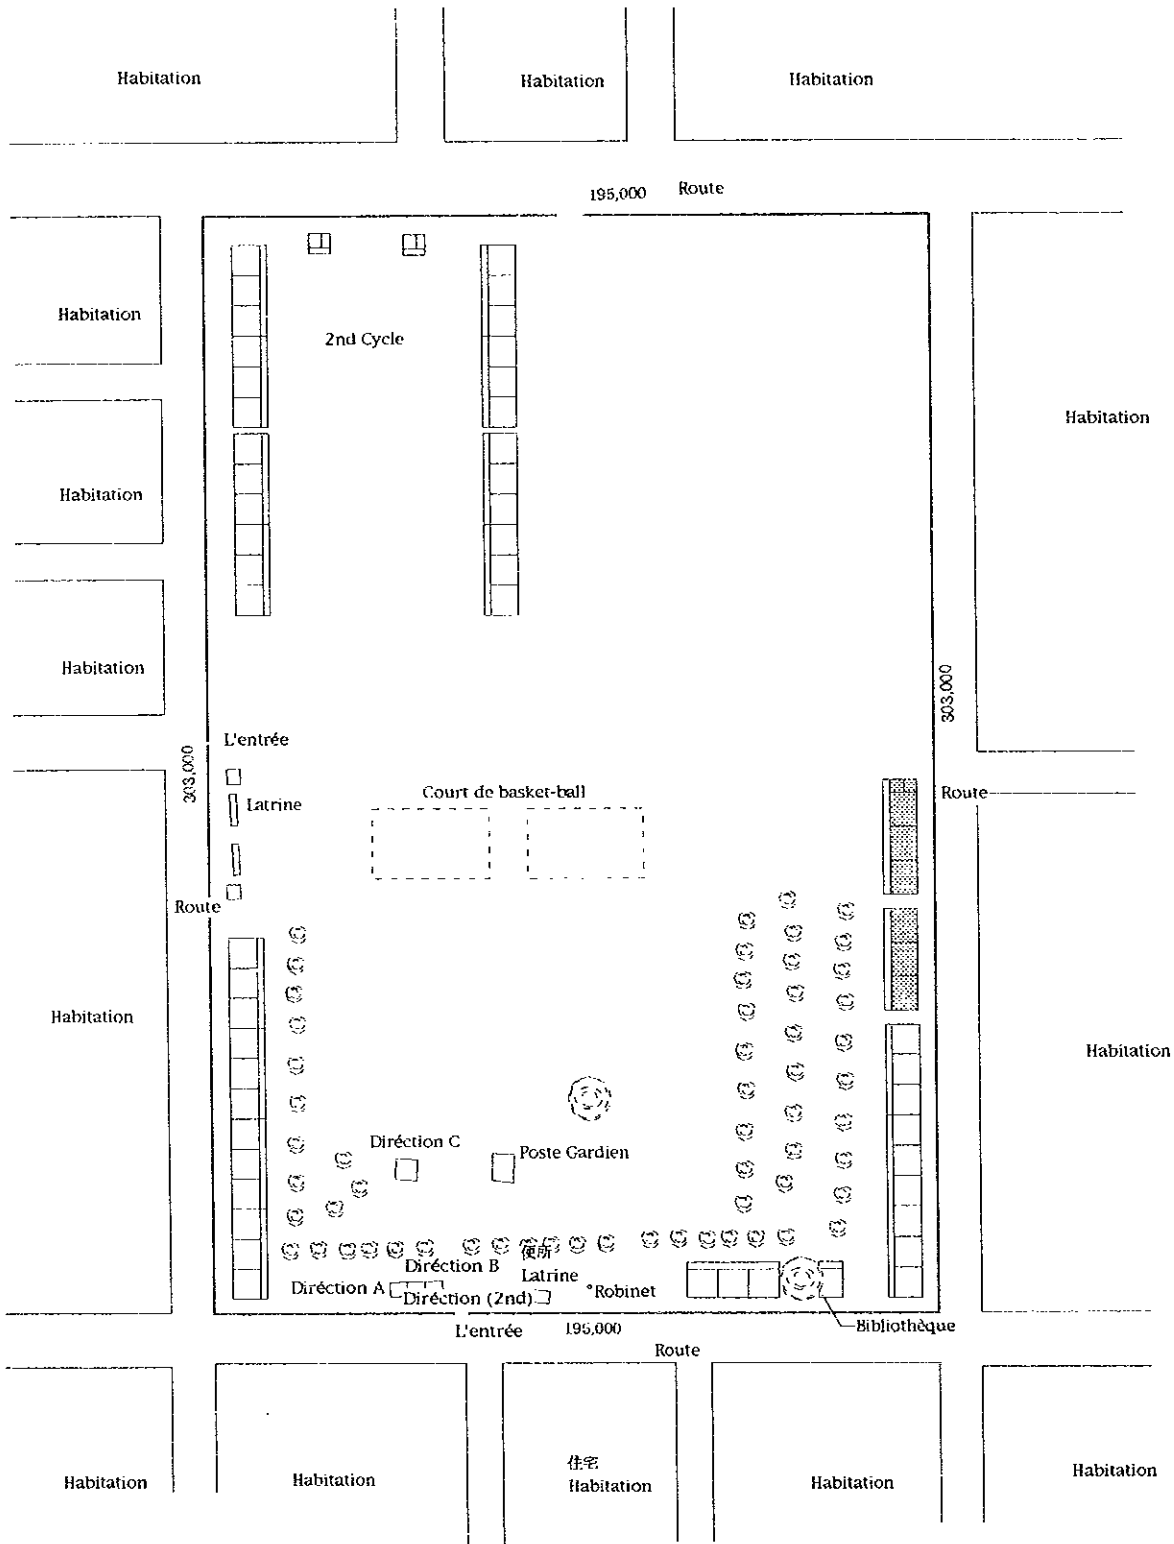 Habitation
Habitation
Habitation
195,000
Route
Habitation
2nd Cycle
Habitation
Habitation
Habitation
303,000
L'entrée
303,000
Court de basket-ball
Route
Latrine
Route
Habitation
Habitation
Diréction C
Poste Gardien
便所
Diréction B
Latrine
Diréction A
Diréction (2nd)
Robinet
L'entrée
195,000
Bibliothèque
Route
住宅
Habitation
Habitation
Habitation
Habitation
Habitation